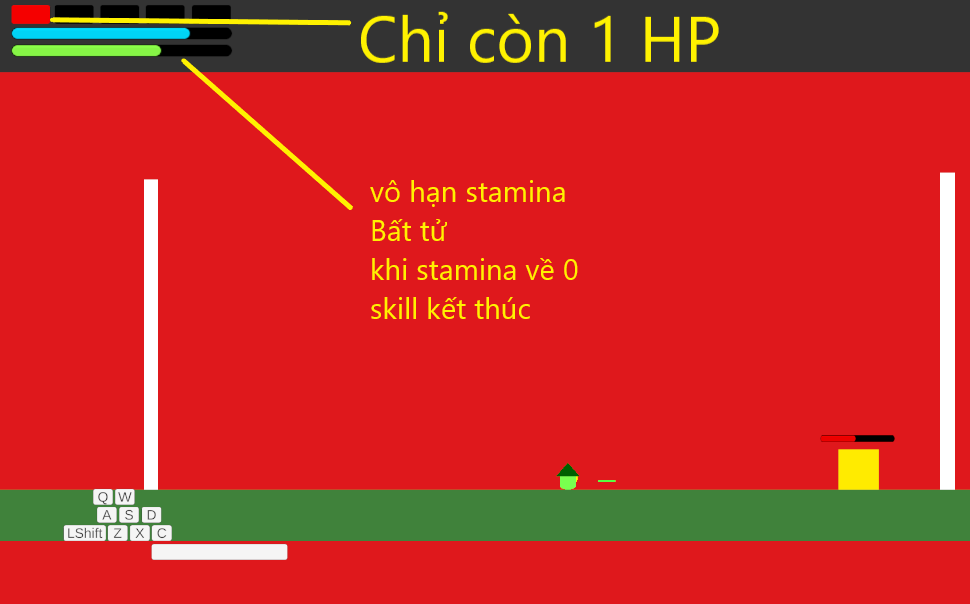 Chỉ còn 1 HP
vô hạn stamina
Bất tử
khi stamina về 0
skill kết thúc
Q W
A S D
LShift Z X C